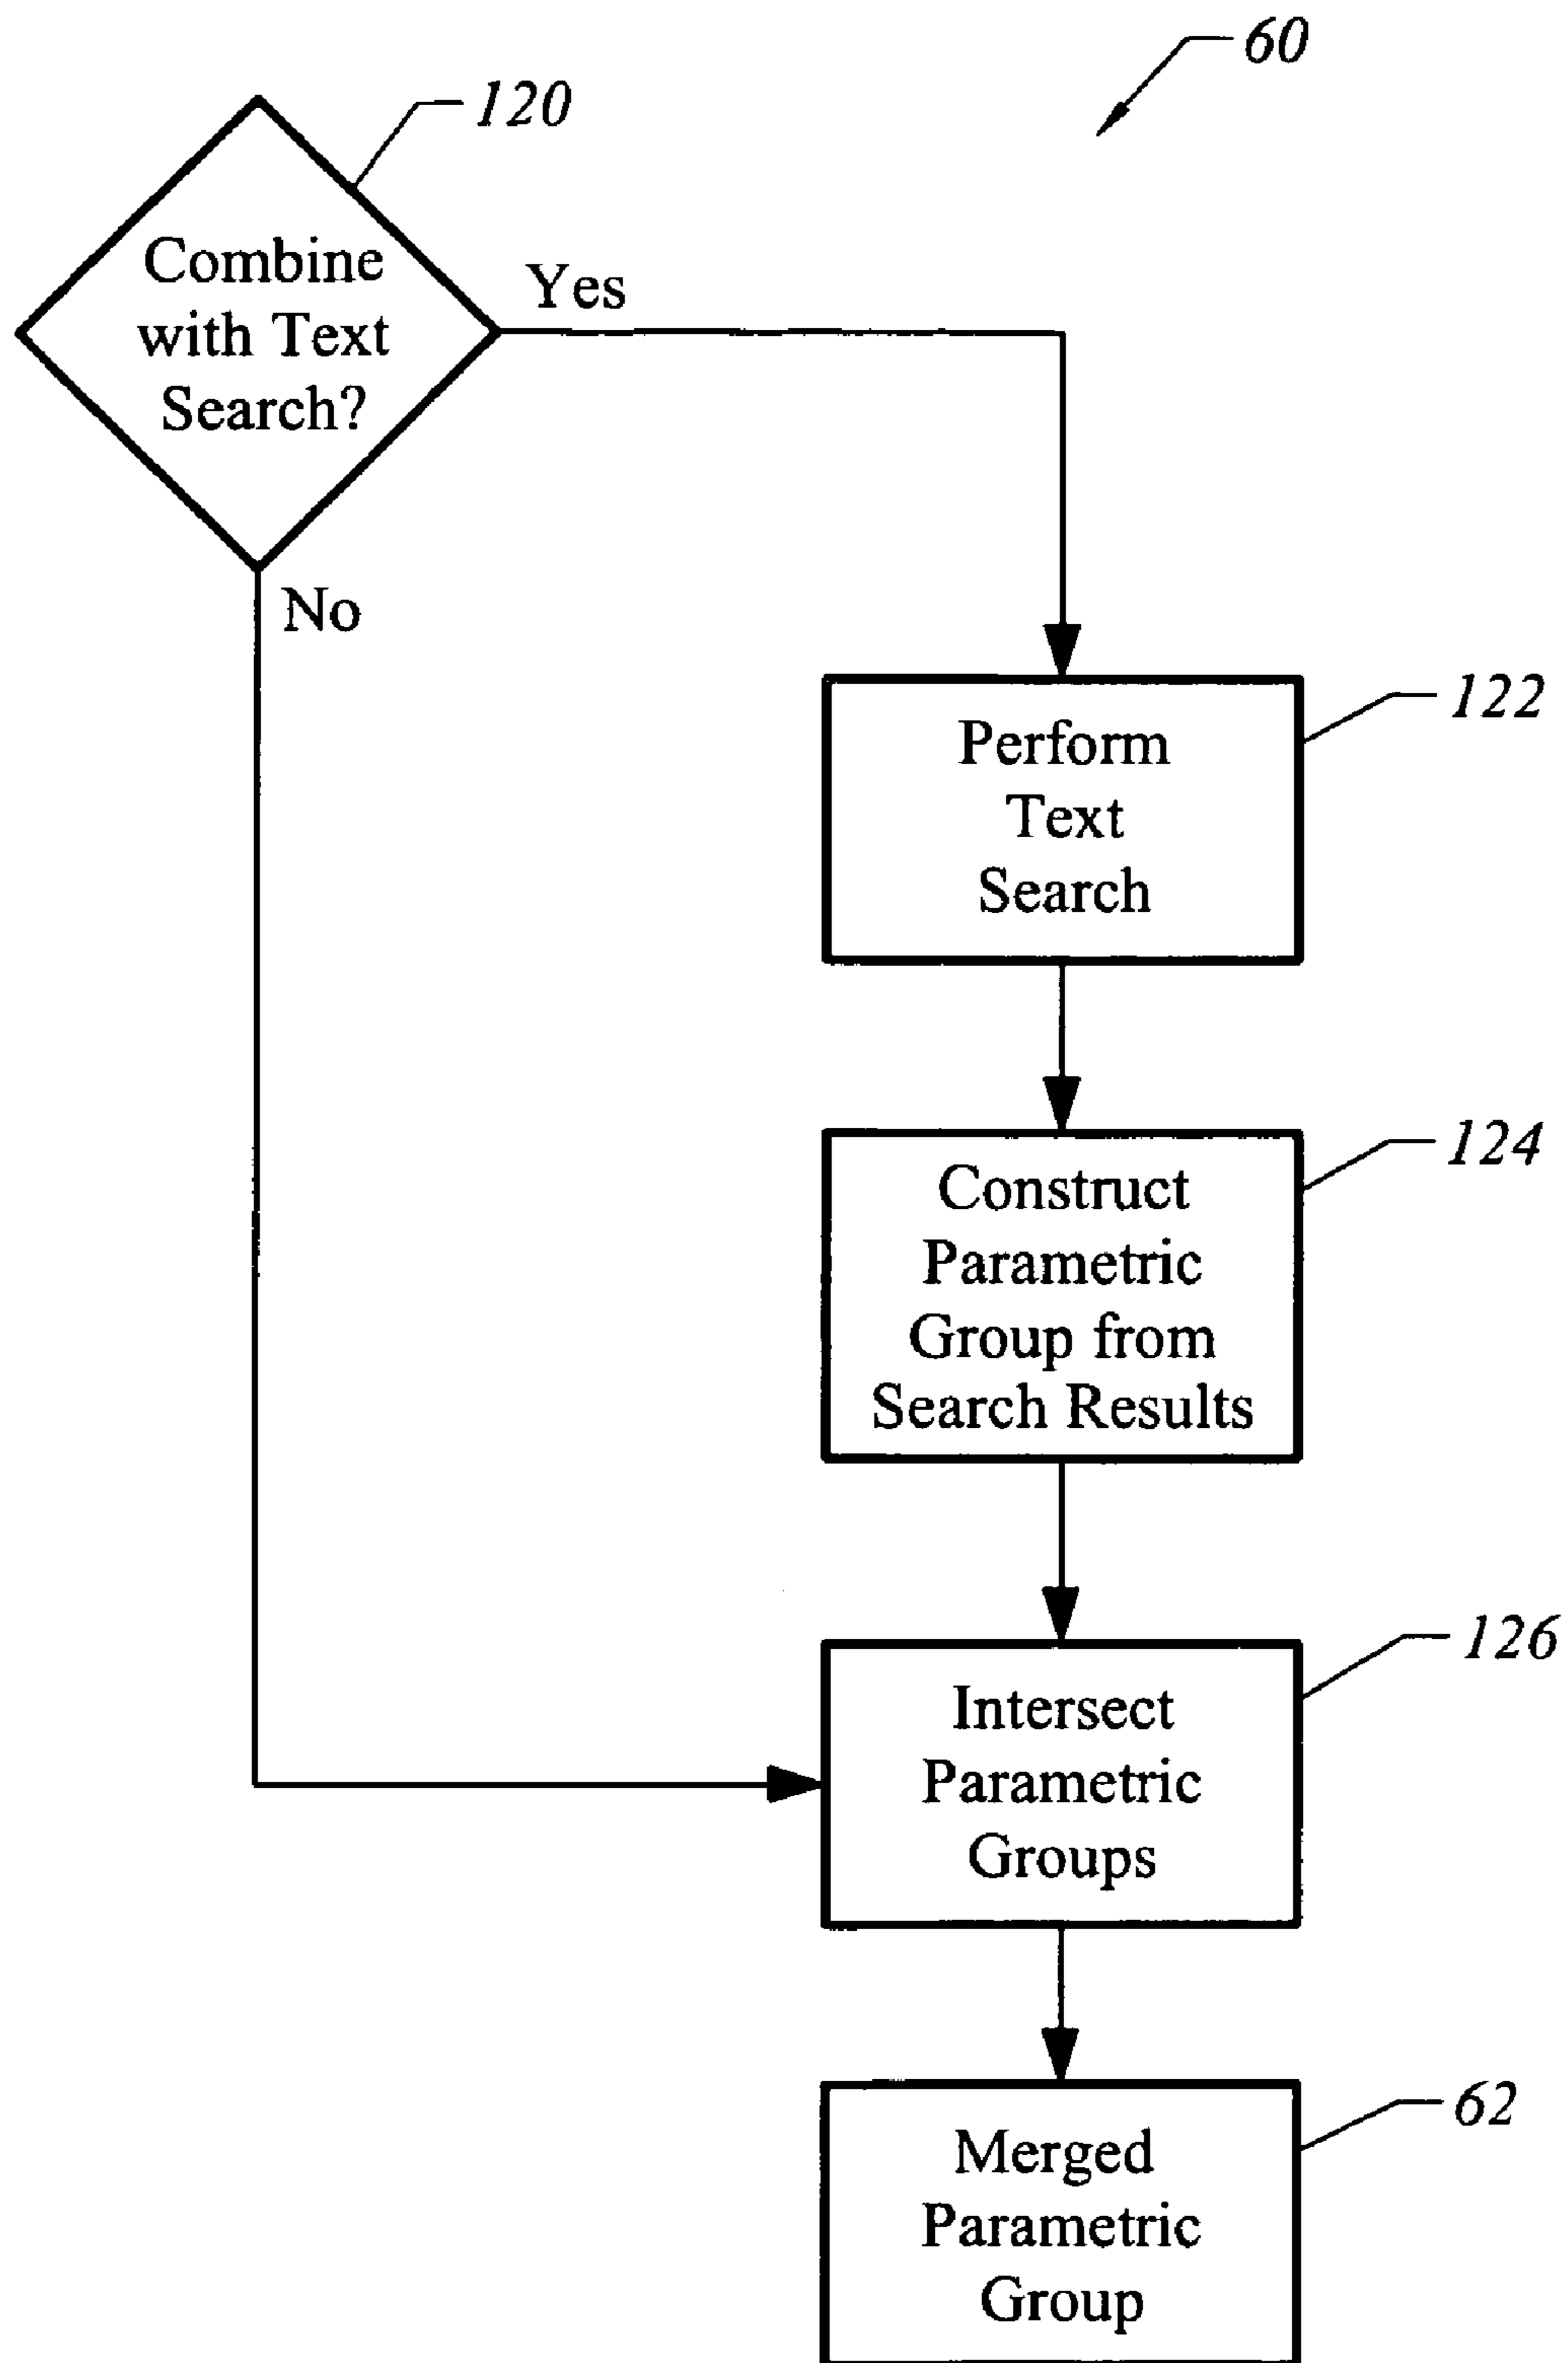 60
120
Combine
with Text
Search?
Yes
No
122
Perform
Text
Search
124
Construct
Parametric
Group from
Search Results
126
Intersect
Parametric
Groups
62
Merged
Parametric
Group